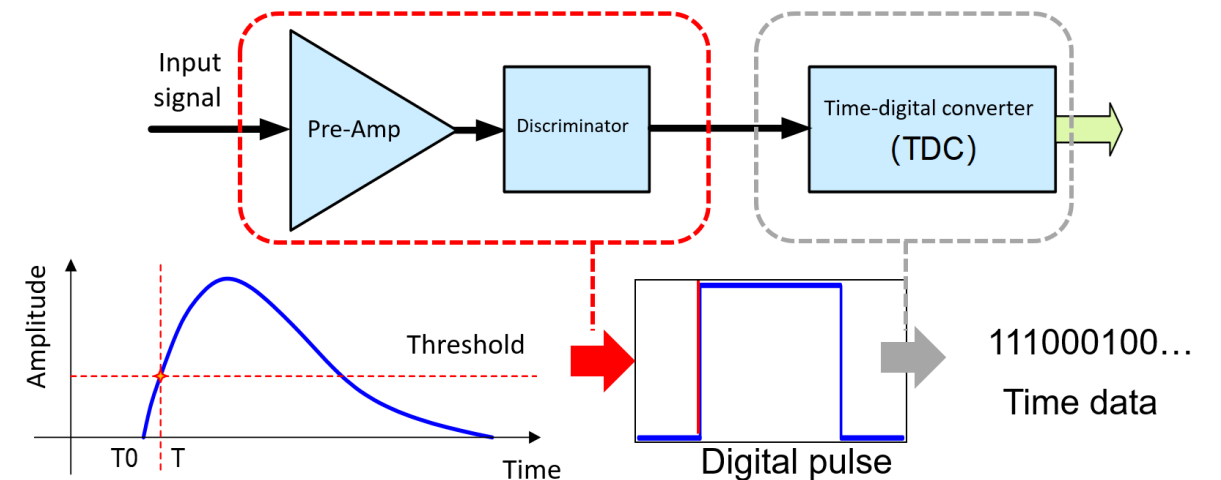 Input
signal
Pre-Amp
Discriminator
Time-digital converter
(TDC)
Amplitude
Threshold
T0
T
Time
Digital pulse
111000100...
Time data